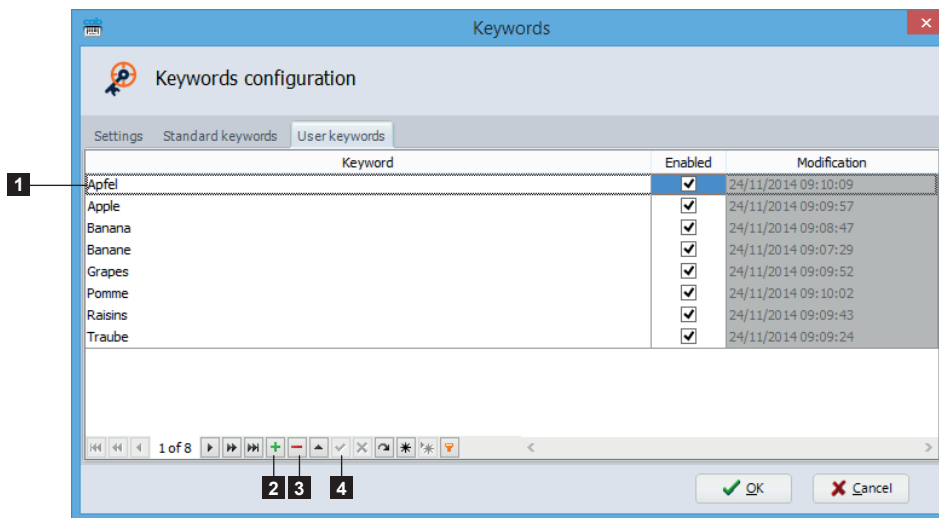 Keywords
Keywords configuration
Settings Standard keywords User keywords
Keyword Enabled Modification
1
Apfel 24/11/2014 09:10:09
Apple 24/11/2014 09:09:57
Banana 24/11/2014 09:08:47
Banane 24/11/2014 09:07:29
Grapes 24/11/2014 09:09:52
Pomme 24/11/2014 09:10:02
Raisins 24/11/2014 09:09:43
Traube 24/11/2014 09:09:24
1 of 8
2 3 4
OK Cancel